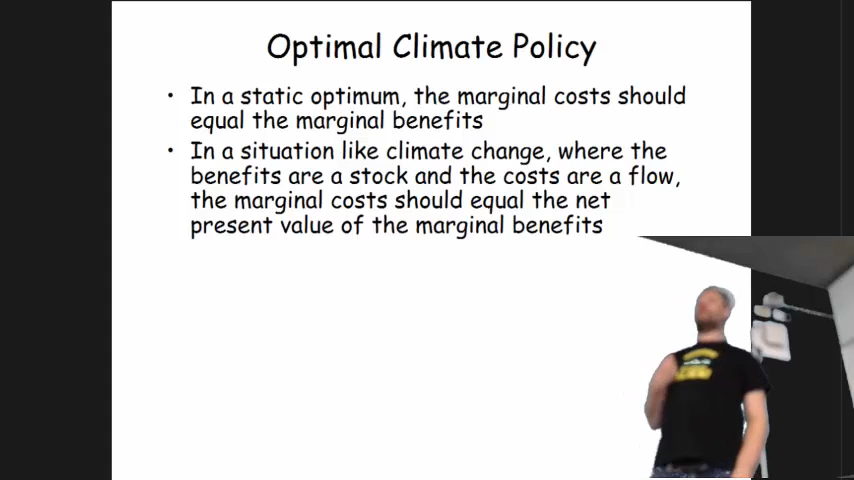 Optimal Climate Policy
• In a static optimum, the marginal costs should
equal the marginal benefits
• In a situation like climate change, where the
benefits are a stock and the costs are a flow,
the marginal costs should equal the net
present value of the marginal benefits